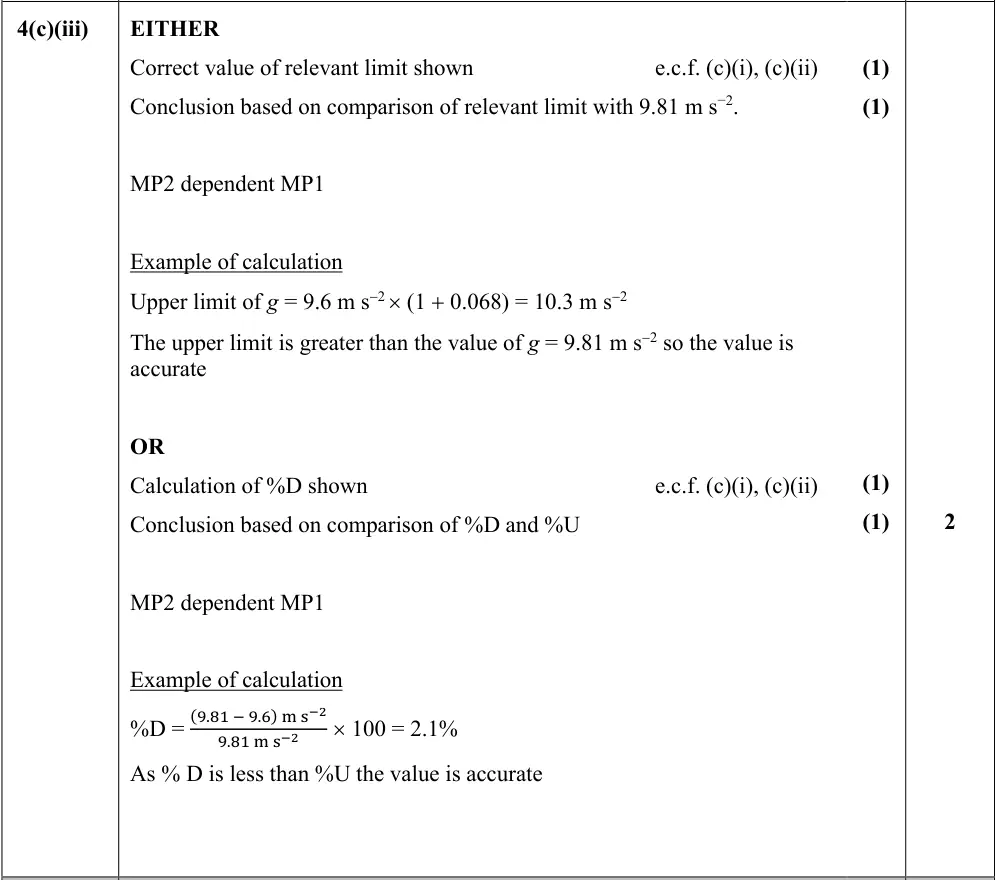 4(c)(iii) EITHER
Correct value of relevant limit shown e.c.f. (c)(i), (c)(ii) (1)
Conclusion based on comparison of relevant limit with 9.81 m s⁻². (1)
MP2 dependent MP1
Example of calculation
Upper limit of g = 9.6 m s⁻² × (1 + 0.068) = 10.3 m s⁻²
The upper limit is greater than the value of g = 9.81 m s⁻² so the value is
accurate
OR
Calculation of %D shown e.c.f. (c)(i), (c)(ii) (1)
Conclusion based on comparison of %D and %U (1) 2
MP2 dependent MP1
Example of calculation
%D = (9.81 − 9.6) m s⁻² / 9.81 m s⁻² × 100 = 2.1%
As % D is less than %U the value is accurate